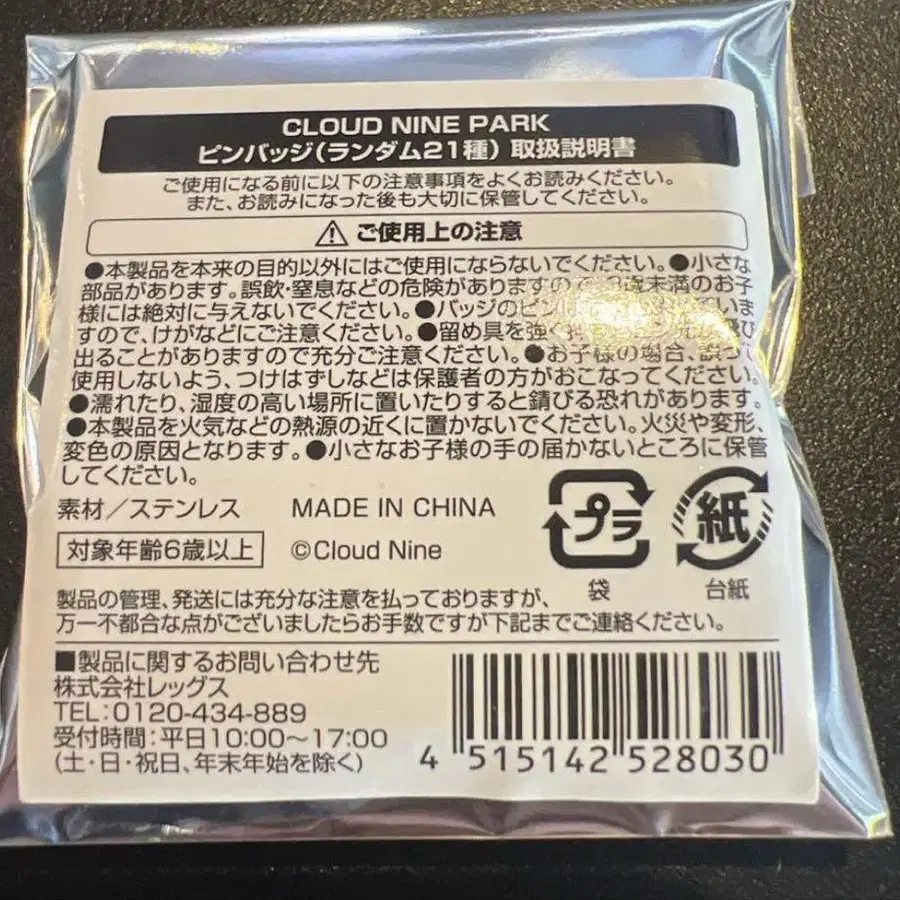 CLOUD NINE PARK
ピンバッジ(ランダム21種) 取扱説明書
ご使用になる前に以下の注意事項をよくお読みください。
また、お読みになった後も大切に保管してください。
ご使用上の注意
●本製品を本来の目的以外にはご使用にならないでください。●小さな
部品があります。誤飲・窒息などの危険がありますので、3歳未満のお子
様には絶対に与えないでください。●バッジのピンは
すので、けがなどにご注意ください。●留め具を強く
出ることがありますので充分ご注意ください。●お子様の場合、誤って
使用しないよう、つけはずしなどは保護者の方がおこなってください。
●濡れたり、湿度の高い場所に置いたりすると錆びる恐れがあります。
●本製品を火気などの熱源の近くに置かないでください。火災や変形、
変色の原因となります。●小さなお子様の手の届かないところに保管
してください。
素材/ステンレス MADE IN CHINA
対象年齢6歳以上 ©Cloud Nine
プラ
袋
紙
台紙
製品の管理、発送には充分な注意を払っておりますが、
万一不都合な点がございましたらお手数ですが下記までご連絡ください。
■製品に関するお問い合わせ先
株式会社レッグス
TEL:0120-434-889
受付時間:平日10:00〜17:00
(土・日・祝日、年末年始を除く)
4 515142 528030